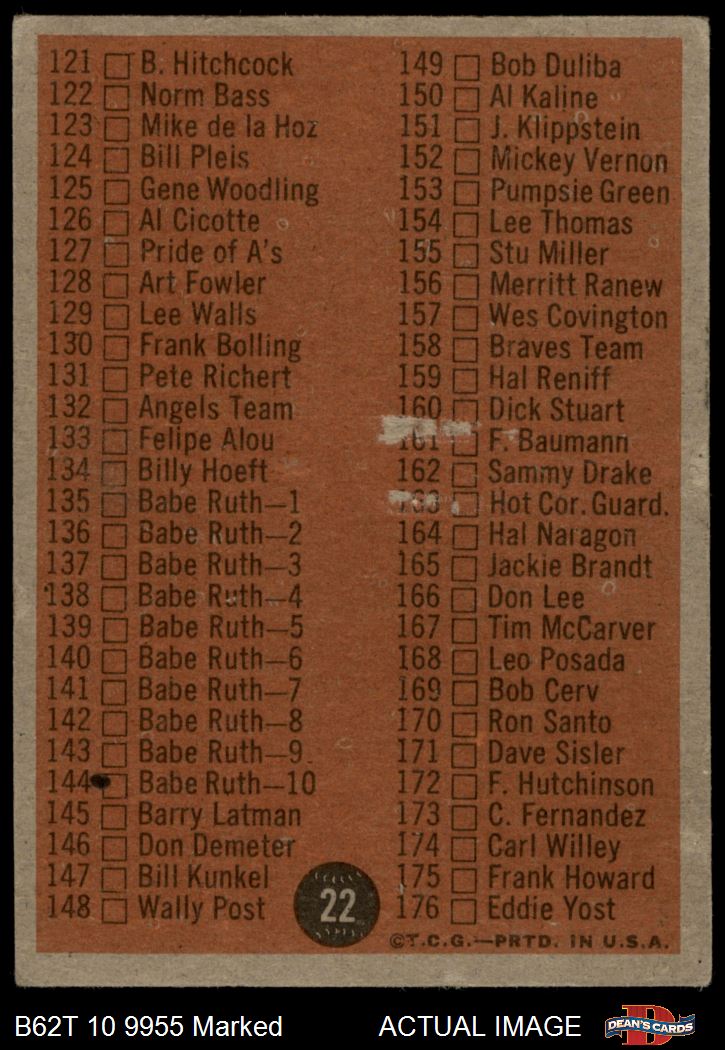 121 B. Hitchcock
122 Norm Bass
123 Mike de la Hoz
124 Bill Pleis
125 Gene Woodling
126 Al Cicotte
127 Pride of A's
128 Art Fowler
129 Lee Walls
130 Frank Bolling
131 Pete Richert
132 Angels Team
133 Felipe Alou
134 Billy Hoeft
135 Babe Ruth—1
136 Babe Ruth—2
137 Babe Ruth—3
138 Babe Ruth—4
139 Babe Ruth—5
140 Babe Ruth—6
141 Babe Ruth—7
142 Babe Ruth—8
143 Babe Ruth—9
144 Babe Ruth—10
145 Barry Latman
146 Don Demeter
147 Bill Kunkel
148 Wally Post
149 Bob Duliba
150 Al Kaline
151 J. Klippstein
152 Mickey Vernon
153 Pumpsie Green
154 Lee Thomas
155 Stu Miller
156 Merritt Ranew
157 Wes Covington
158 Braves Team
159 Hal Reniff
160 Dick Stuart
161 F. Baumann
162 Sammy Drake
163 Hot Cor. Guard.
164 Hal Naragon
165 Jackie Brandt
166 Don Lee
167 Tim McCarver
168 Leo Posada
169 Bob Cerv
170 Ron Santo
171 Dave Sisler
172 F. Hutchinson
173 C. Fernandez
174 Carl Willey
175 Frank Howard
176 Eddie Yost
22
©T.C.G.—PRTD. IN U.S.A.
B62T 10 9955 Marked
ACTUAL IMAGE
D
DEAN'S CARDS